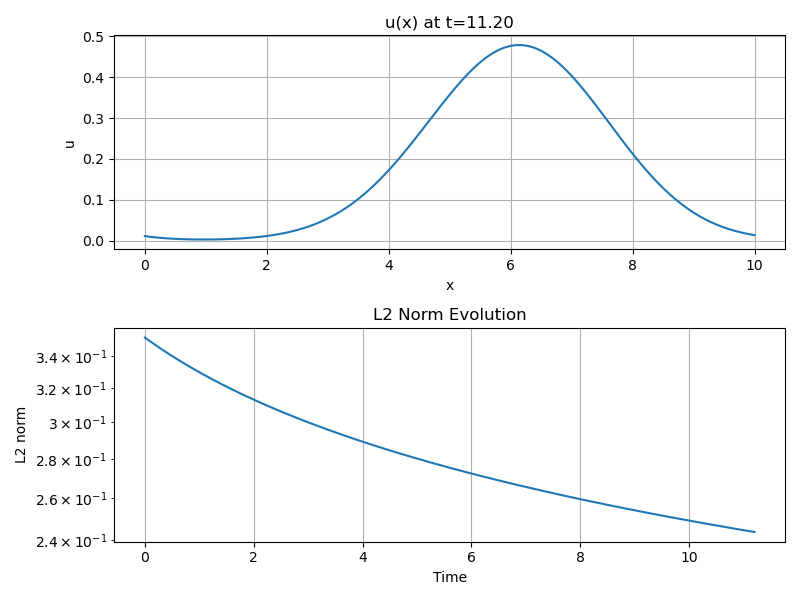 u(x) at t=11.20
u
0.5
0.4
0.3
0.2
0.1
0.0
0 2 4 6 8 10
x
L2 Norm Evolution
L2 norm
3.4 × 10⁻¹
3.2 × 10⁻¹
3 × 10⁻¹
2.8 × 10⁻¹
2.6 × 10⁻¹
2.4 × 10⁻¹
0 2 4 6 8 10
Time